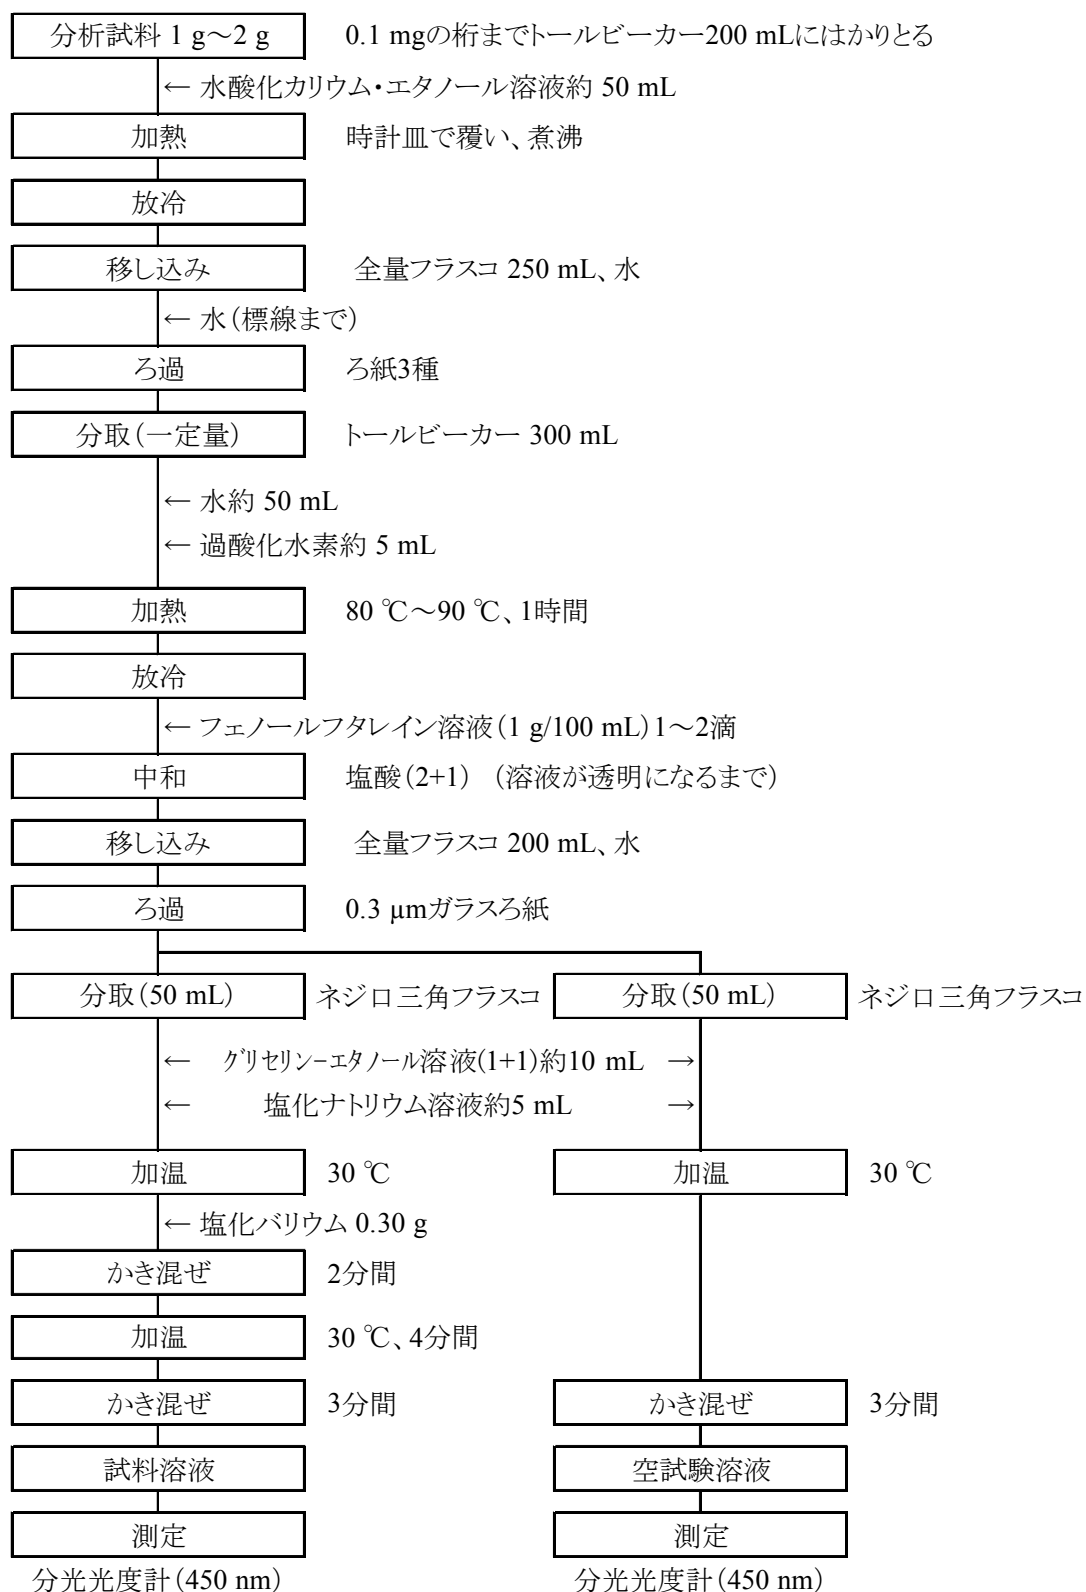 分析試料 1 g～2 g 0.1 mgの桁までトールビーカー200 mLにはかりとる
← 水酸化カリウム・エタノール溶液約 50 mL
加熱 時計皿で覆い、煮沸
放冷
移し込み 全量フラスコ 250 mL、水
← 水(標線まで)
ろ過 ろ紙3種
分取(一定量) トールビーカー 300 mL
← 水約 50 mL
← 過酸化水素約 5 mL
加熱 80 ℃～90 ℃、1時間
放冷
← フェノールフタレイン溶液(1 g/100 mL)1～2滴
中和 塩酸(2+1) (溶液が透明になるまで)
移し込み 全量フラスコ 200 mL、水
ろ過 0.3 µmガラスろ紙
分取(50 mL) ネジロ三角フラスコ 分取(50 mL) ネジロ三角フラスコ
← グリセリン-エタノール溶液(1+1)約10 mL →
← 塩化ナトリウム溶液約5 mL →
加温 30 ℃ 加温 30 ℃
← 塩化バリウム 0.30 g
かき混ぜ 2分間
加温 30 ℃、4分間
かき混ぜ 3分間 かき混ぜ 3分間
試料溶液 空試験溶液
測定 測定
分光光度計(450 nm) 分光光度計(450 nm)